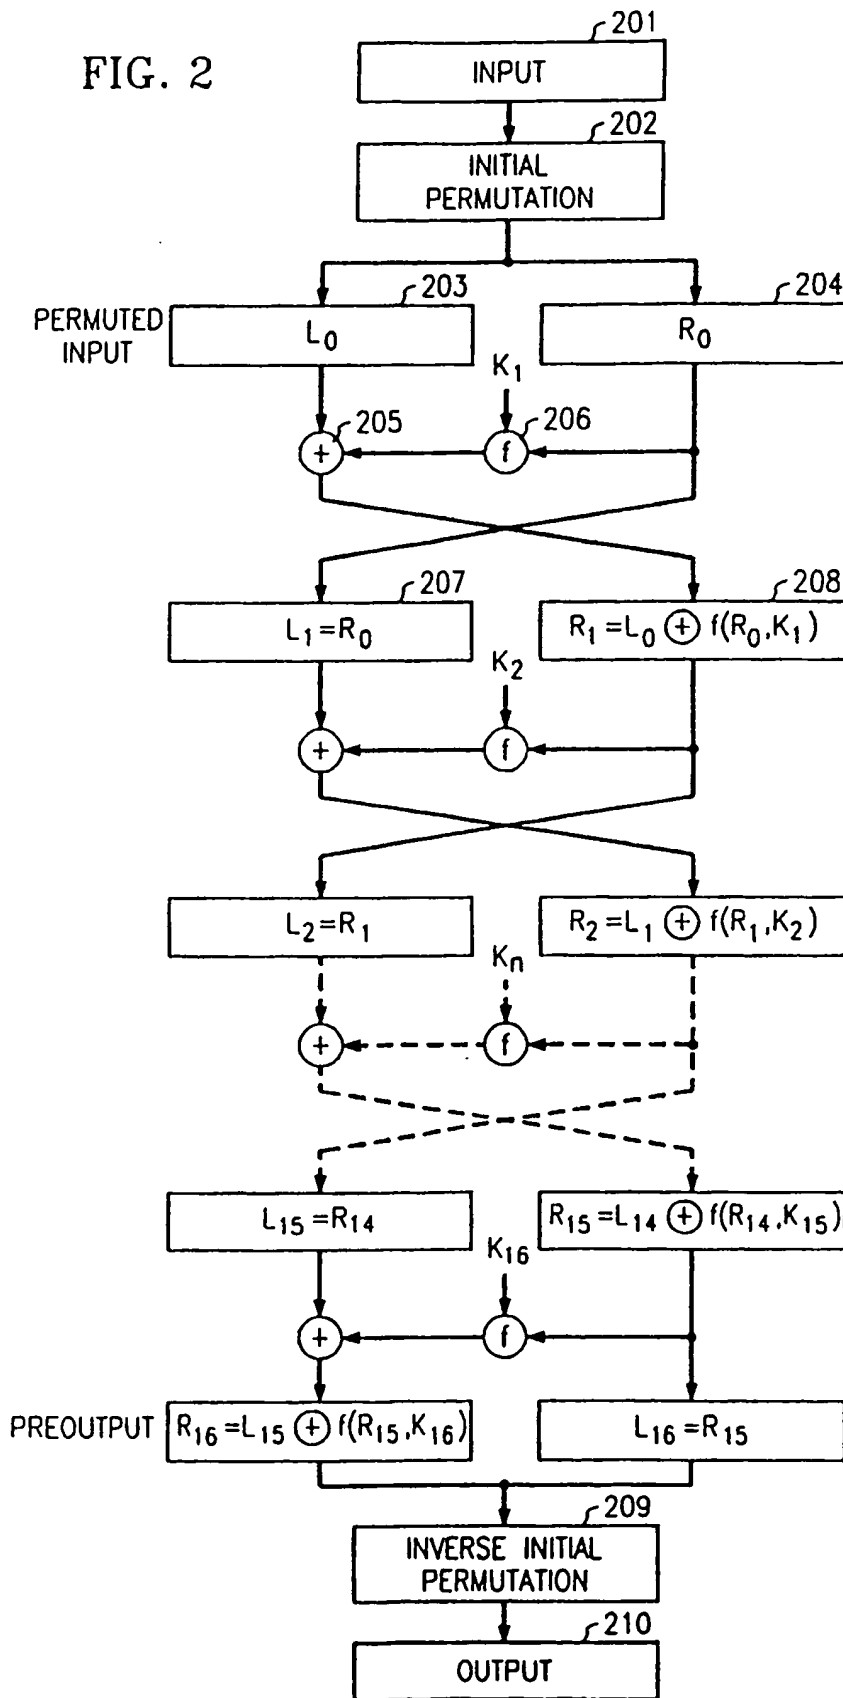 FIG. 2
201
INPUT
202
INITIAL
PERMUTATION
203
204
PERMUTED
INPUT
L₀
R₀
K₁
205
206
+
f
207
208
L₁=R₀
R₁=L₀ ⊕ f(R₀,K₁)
K₂
+
f
L₂=R₁
R₂=L₁ ⊕ f(R₁,K₂)
Kₙ
+
f
L₁₅=R₁₄
R₁₅=L₁₄ ⊕ f(R₁₄,K₁₅)
K₁₆
+
f
PREOUTPUT
R₁₆=L₁₅ ⊕ f(R₁₅,K₁₆)
L₁₆=R₁₅
209
INVERSE INITIAL
PERMUTATION
210
OUTPUT